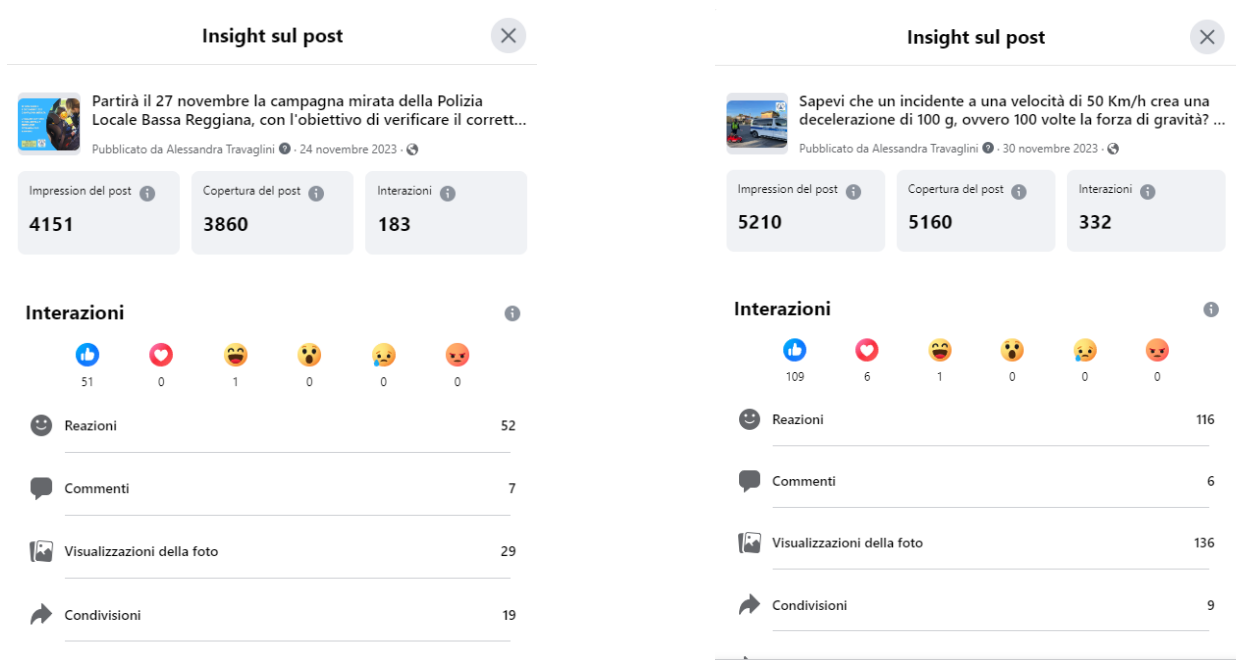 Insight sul post
Partirà il 27 novembre la campagna mirata della Polizia
Locale Bassa Reggiana, con l'obiettivo di verificare il corrett...
Pubblicato da Alessandra Travaglini · 24 novembre 2023 ·
Impression del post
4151
Copertura del post
3860
Interazioni
183
Interazioni
51 0 1 0 0 0
Reazioni 52
Commenti 7
Visualizzazioni della foto 29
Condivisioni 19
Insight sul post
Sapevi che un incidente a una velocità di 50 Km/h crea una
decelerazione di 100 g, ovvero 100 volte la forza di gravità? ...
Pubblicato da Alessandra Travaglini · 30 novembre 2023 ·
Impression del post
5210
Copertura del post
5160
Interazioni
332
Interazioni
109 6 1 0 0 0
Reazioni 116
Commenti 6
Visualizzazioni della foto 136
Condivisioni 9